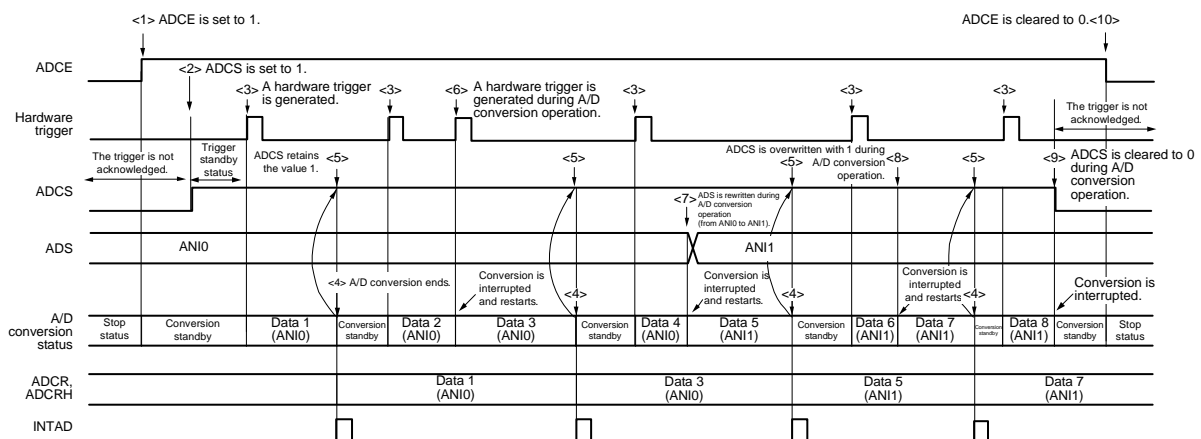 <1> ADCE is set to 1.
ADCE is cleared to 0.<10>
ADCE
<2> ADCS is set to 1.
<3> A hardware trigger
is generated.
<3>
<6> A hardware trigger is
generated during A/D
conversion operation.
<3>
<3>
<3>
The trigger is not
acknowledged.
Hardware
trigger
The trigger is not
acknowledged.
Trigger
standby
status
ADCS retains
the value 1.
<5>
<5>
ADCS is overwritten with 1 during
A/D conversion
operation.
<5>
<8>
<5>
<9> ADCS is cleared to 0
during A/D
conversion
operation.
ADCS
<7> ADS is rewritten during
A/D conversion
operation
(from ANI0 to ANI1).
ADS
ANI0
ANI1
<4> A/D conversion ends.
Conversion is
interrupted
and restarts.
<4>
Conversion is
interrupted
and restarts.
<4>
Conversion is
interrupted
and restarts
<4>
Conversion is
interrupted.
A/D
conversion
status
Stop
status
Conversion
standby
Data 1
(ANI0)
Conversion
standby
Data 2
(ANI0)
Data 3
(ANI0)
Conversion
standby
Data 4
(ANI0)
Data 5
(ANI1)
Conversion
standby
Data 6
(ANI1)
Data 7
(ANI1)
Conversion
standby
Data 8
(ANI1)
Conversion
standby
Stop
status
ADCR,
ADCRH
Data 1
(ANI0)
Data 3
(ANI0)
Data 5
(ANI1)
Data 7
(ANI1)
INTAD